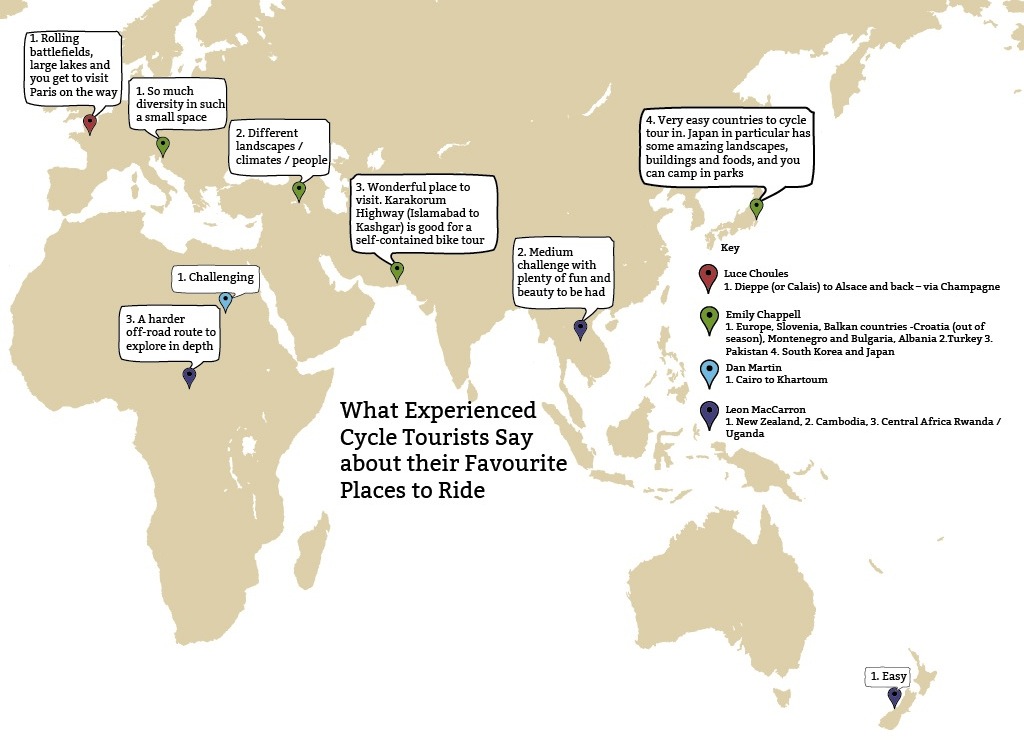 1. Rolling
battlefields,
large lakes and
you get to visit
Paris on the way
1. So much
diversity in such
a small space
2. Different
landscapes /
climates / people
3. Wonderful place to
visit. Karakorum
Highway (Islamabad to
Kashgar) is good for a
self-contained bike tour
4. Very easy countries to cycle
tour in. Japan in particular has
some amazing landscapes,
buildings and foods, and you
can camp in parks
2. Medium
challenge with
plenty of fun and
beauty to be had
1. Challenging
3. A harder
off-road route to
explore in depth
Key
Luce Choules
1. Dieppe (or Calais) to Alsace and back – via Champagne
Emily Chappell
1. Europe, Slovenia, Balkan countries -Croatia (out of
season), Montenegro and Bulgaria, Albania 2.Turkey 3.
Pakistan 4. South Korea and Japan
Dan Martin
1. Cairo to Khartoum
Leon MacCarron
1. New Zealand, 2. Cambodia, 3. Central Africa Rwanda /
Uganda
What Experienced
Cycle Tourists Say
about their Favourite
Places to Ride
1. Easy